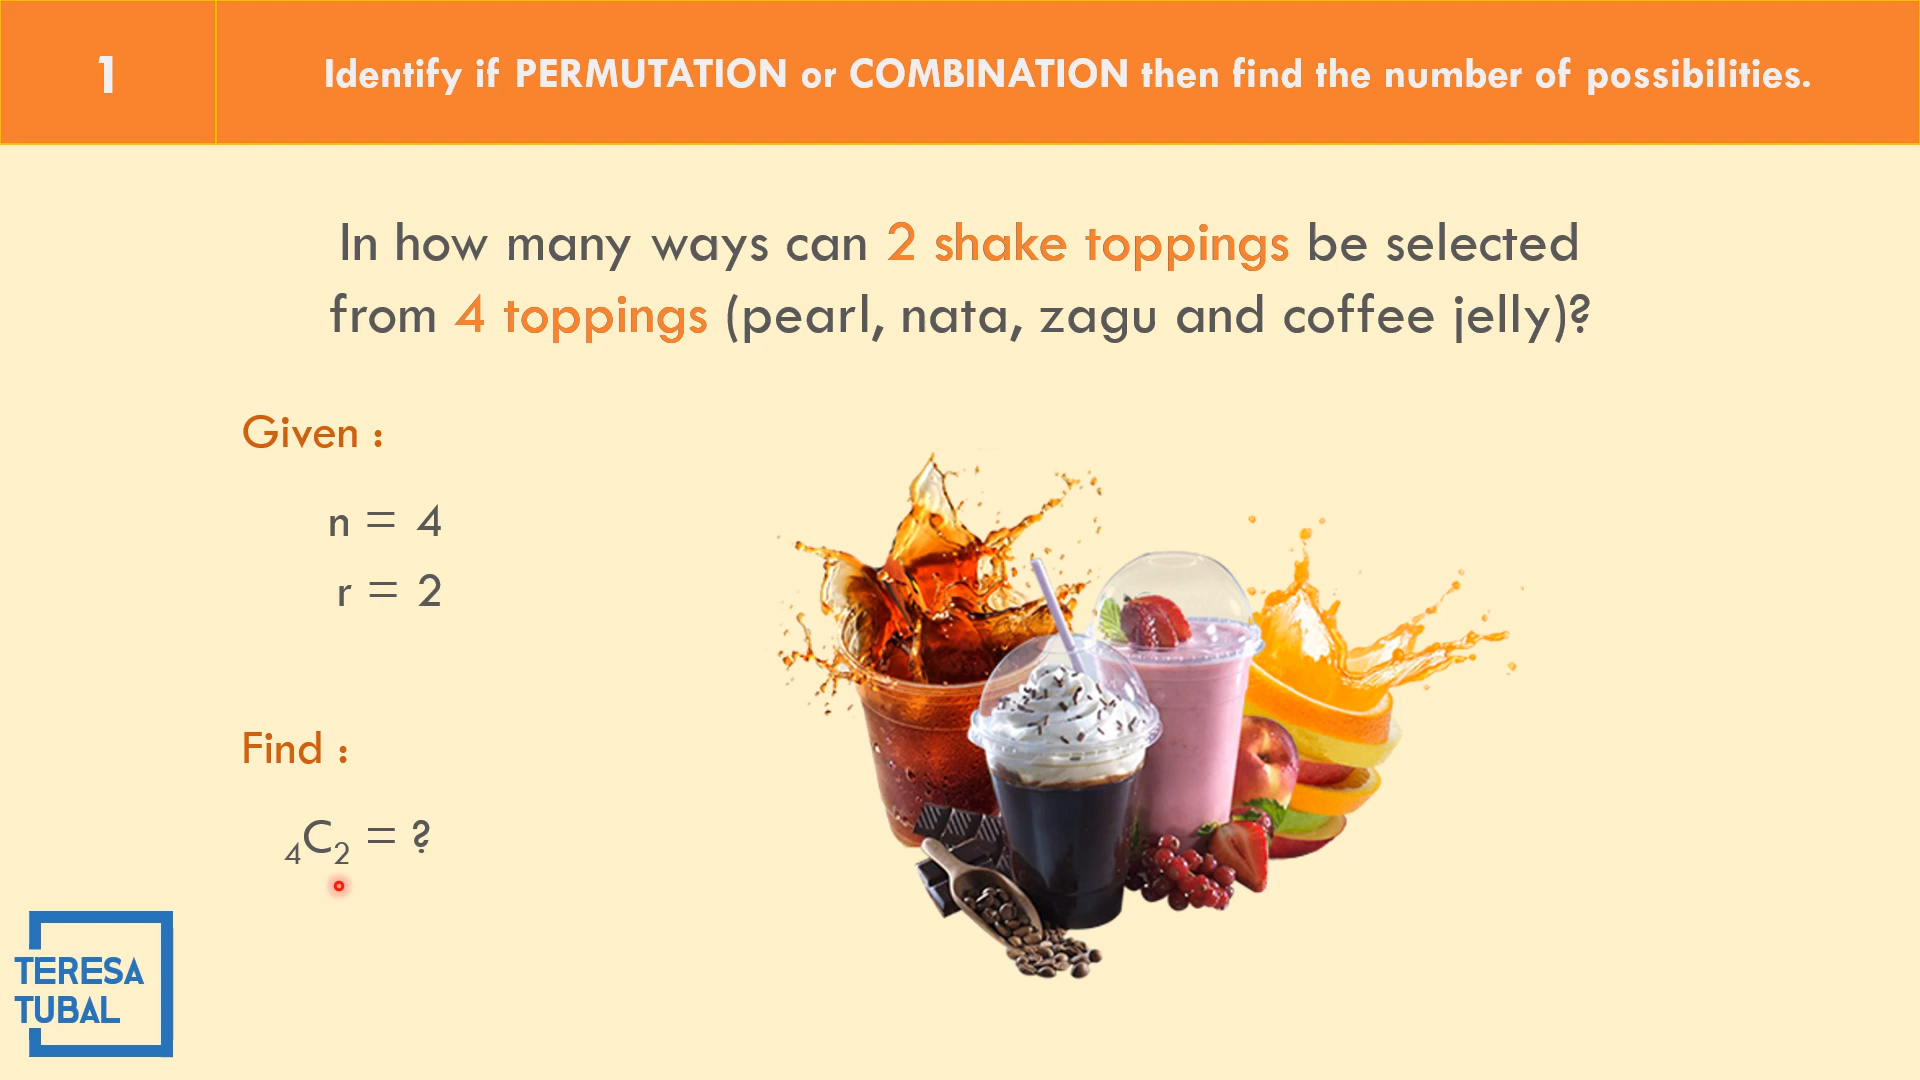 1
Identify if PERMUTATION or COMBINATION then find the number of possibilities.
In how many ways can 2 shake toppings be selected
from 4 toppings (pearl, nata, zagu and coffee jelly)?
Given :
n = 4
r = 2
Find :
₄C₂ = ?
TERESA
TUBAL